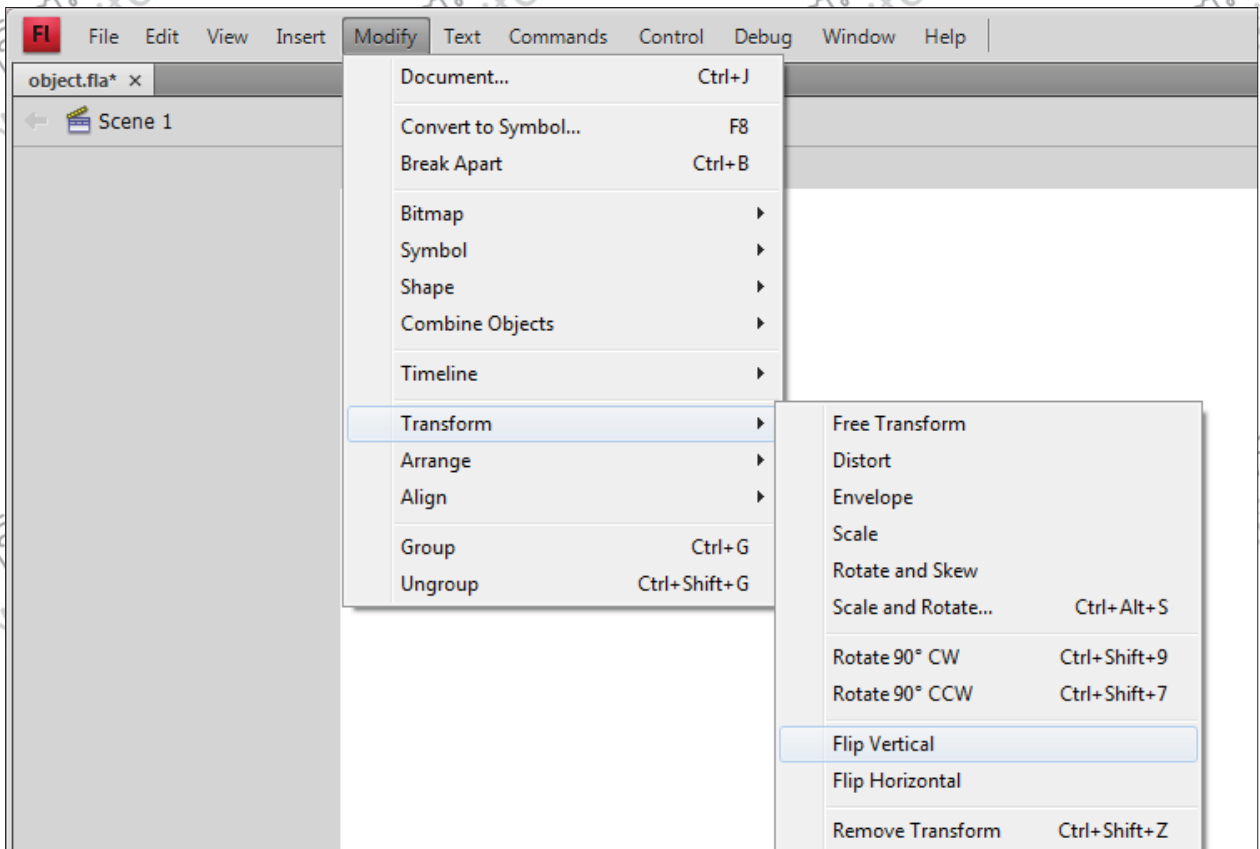 Fl File Edit View Insert Modify Text Commands Control Debug Window Help
object.fla* ×
Scene 1
Document... Ctrl+J
Convert to Symbol... F8
Break Apart Ctrl+B
Bitmap
Symbol
Shape
Combine Objects
Timeline
Transform
Arrange
Align
Group Ctrl+G
Ungroup Ctrl+Shift+G
Free Transform
Distort
Envelope
Scale
Rotate and Skew
Scale and Rotate... Ctrl+Alt+S
Rotate 90° CW Ctrl+Shift+9
Rotate 90° CCW Ctrl+Shift+7
Flip Vertical
Flip Horizontal
Remove Transform Ctrl+Shift+Z